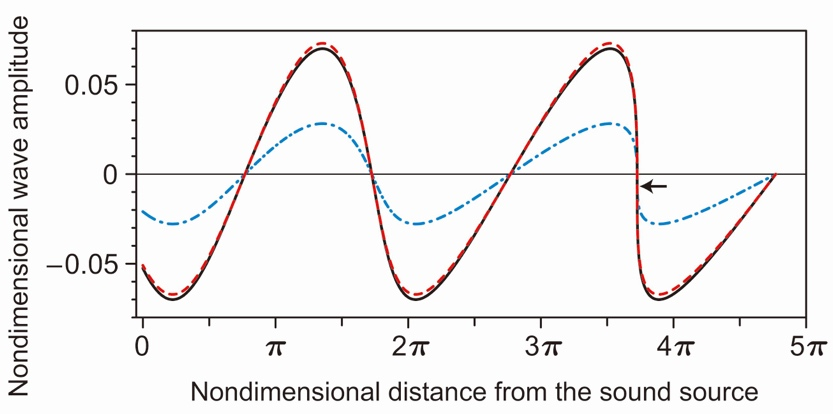 Nondimensional wave amplitude
0.05
0
−0.05
0 π 2π 3π 4π 5π
Nondimensional distance from the sound source